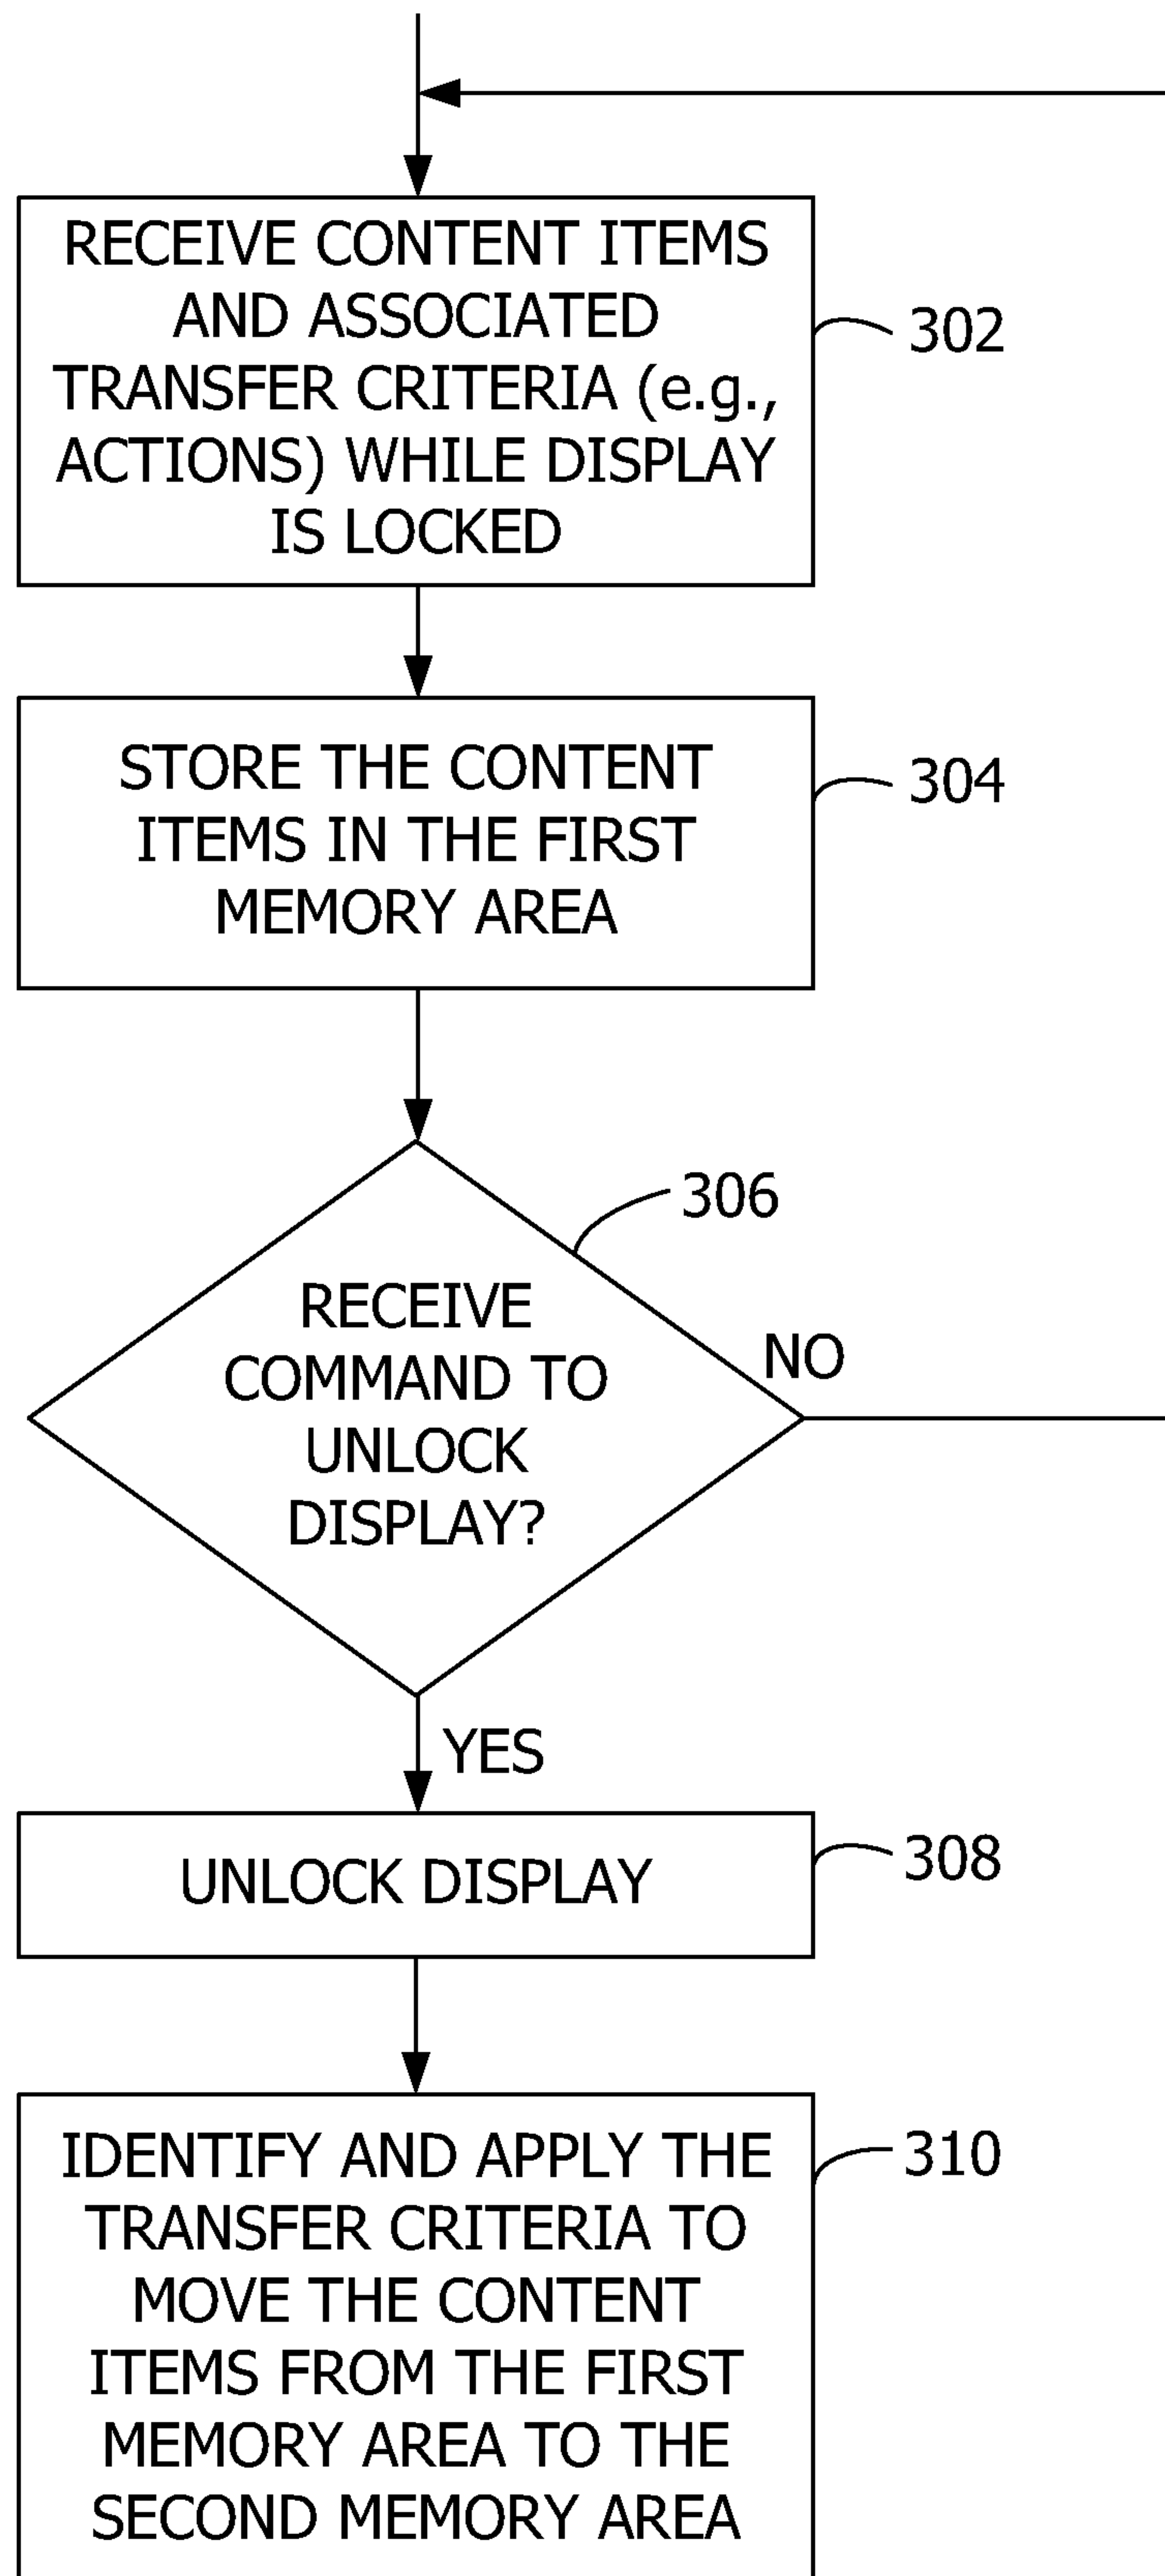 RECEIVE CONTENT ITEMS
AND ASSOCIATED
TRANSFER CRITERIA (e.g.,
ACTIONS) WHILE DISPLAY
IS LOCKED
302
STORE THE CONTENT
ITEMS IN THE FIRST
MEMORY AREA
304
306
RECEIVE
COMMAND TO
UNLOCK
DISPLAY?
NO
YES
UNLOCK DISPLAY
308
IDENTIFY AND APPLY THE
TRANSFER CRITERIA TO
MOVE THE CONTENT
ITEMS FROM THE FIRST
MEMORY AREA TO THE
SECOND MEMORY AREA
310